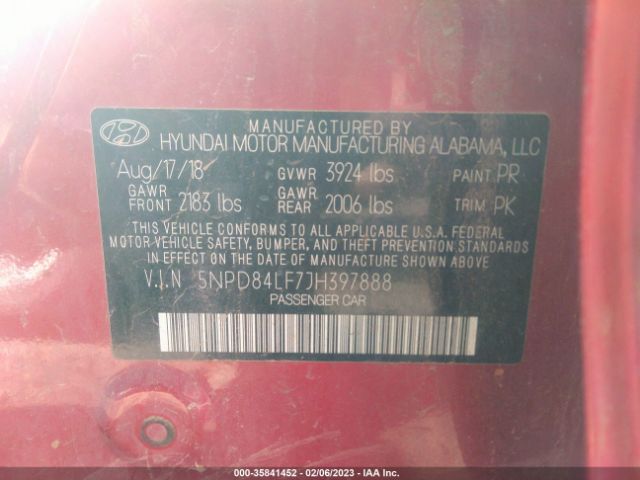 MANUFACTURED BY
HYUNDAI MOTOR MANUFACTURING ALABAMA, LLC
Aug/17/18 GVWR 3924 lbs PAINT PR
GAWR FRONT 2183 lbs GAWR REAR 2006 lbs TRIM PK
THIS VEHICLE CONFORMS TO ALL APPLICABLE U.S.A. FEDERAL
MOTOR VEHICLE SAFETY, BUMPER, AND THEFT PREVENTION STANDARDS
IN EFFECT ON THE DATE OF MANUFACTURE SHOWN ABOVE.
V.I.N 5NPD84LF7JH397888
PASSENGER CAR
000-35841452 - 02/06/2023 - IAA Inc.